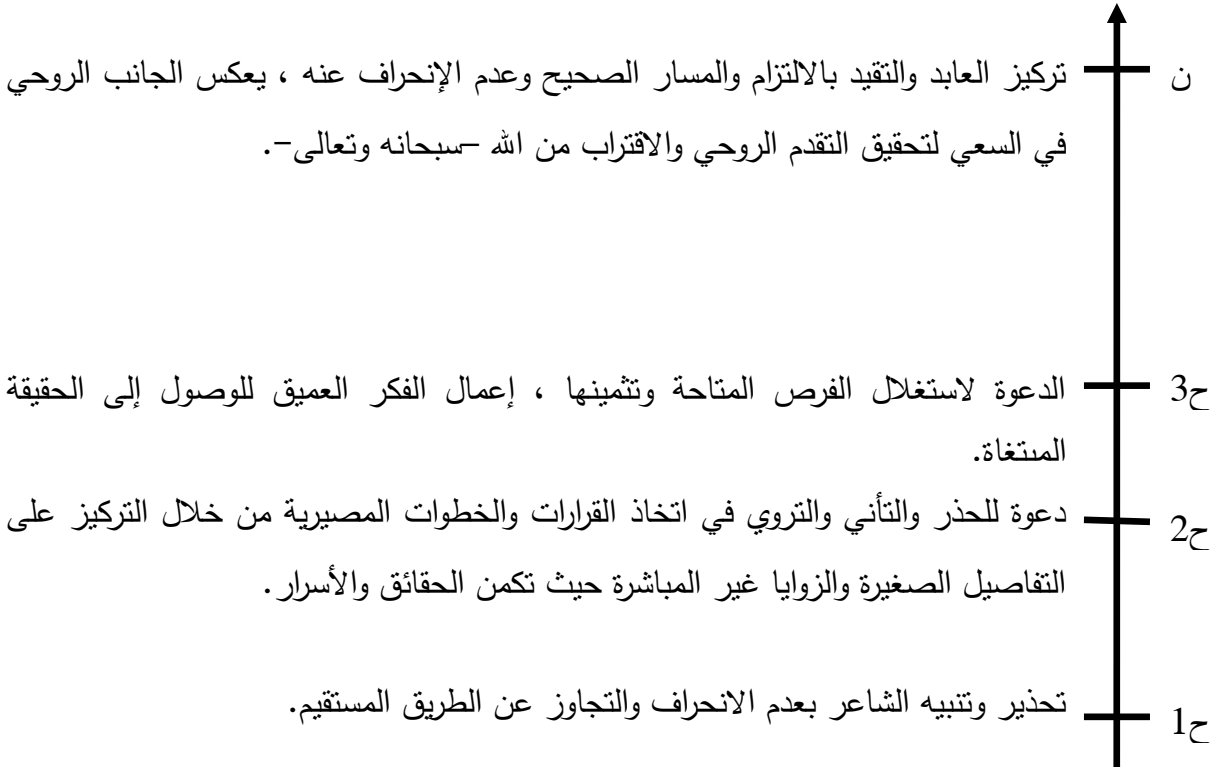 ن تركيز العابد والتقيد بالالتزام والمسار الصحيح وعدم الإنحراف عنه ، يعكس الجانب الروحي
في السعي لتحقيق التقدم الروحي والاقتراب من الله –سبحانه وتعالى-.
ح3 الدعوة لاستغلال الفرص المتاحة وتثمينها ، إعمال الفكر العميق للوصول إلى الحقيقة
المبتغاة.
ح2 دعوة للحذر والتأني والتروي في اتخاذ القرارات والخطوات المصيرية من خلال التركيز على
التفاصيل الصغيرة والزوايا غير المباشرة حيث تكمن الحقائق والأسرار.
ح1 تحذير وتنبيه الشاعر بعدم الانحراف والتجاوز عن الطريق المستقيم.